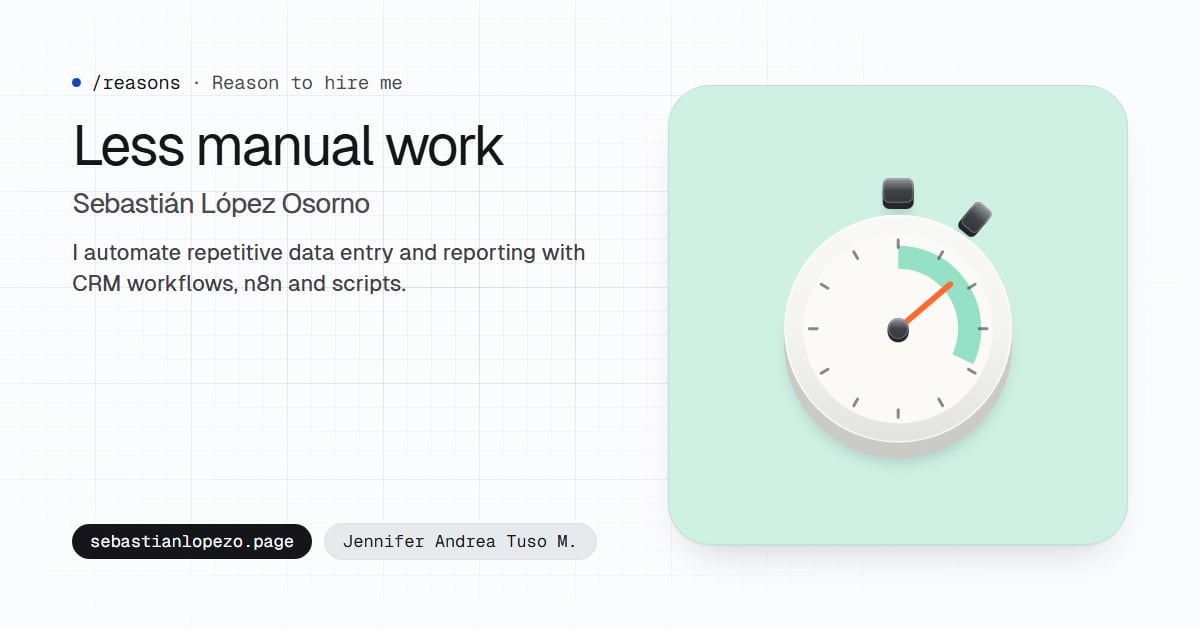 /reasons · Reason to hire me
Less manual work
Sebastián López Osorno
I automate repetitive data entry and reporting with
CRM workflows, n8n and scripts.
sebastianlopezo.page
Jennifer Andrea Tuso M.